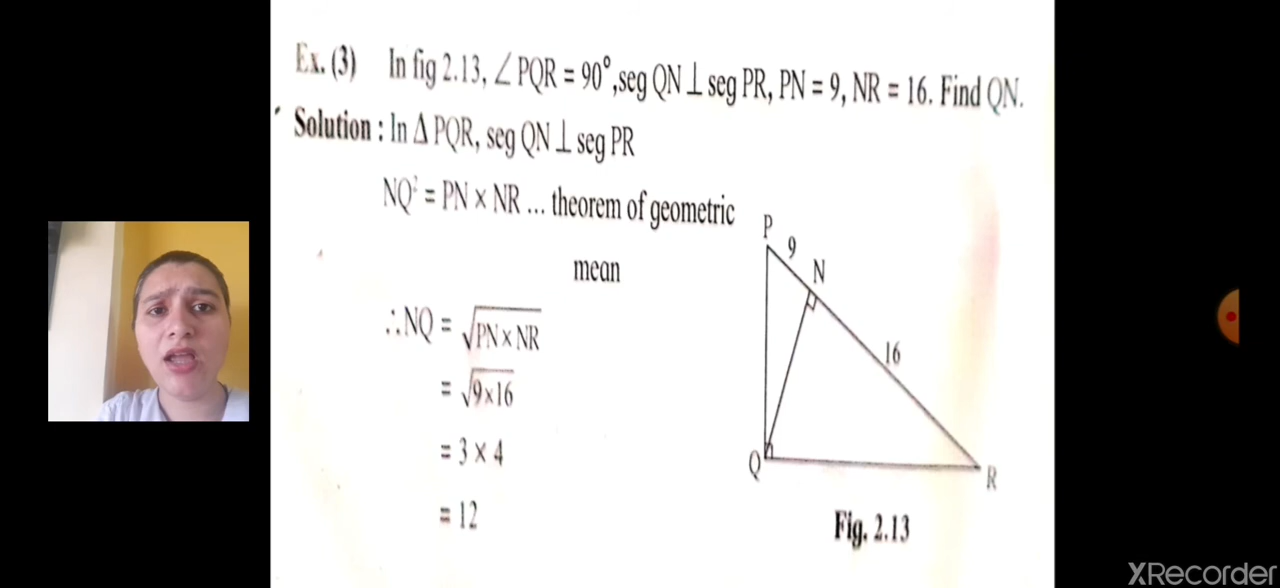 Ex. (3) In fig 2.13, ∠PQR = 90°, seg QN ⊥ seg PR, PN = 9, NR = 16. Find QN.
Solution : In Δ PQR, seg QN ⊥ seg PR
NQ² = PN × NR ... theorem of geometric
mean
∴NQ = √PN × NR
= √9×16
= 3 × 4
= 12
P
9
N
16
Q
R
Fig. 2.13
XRecorder